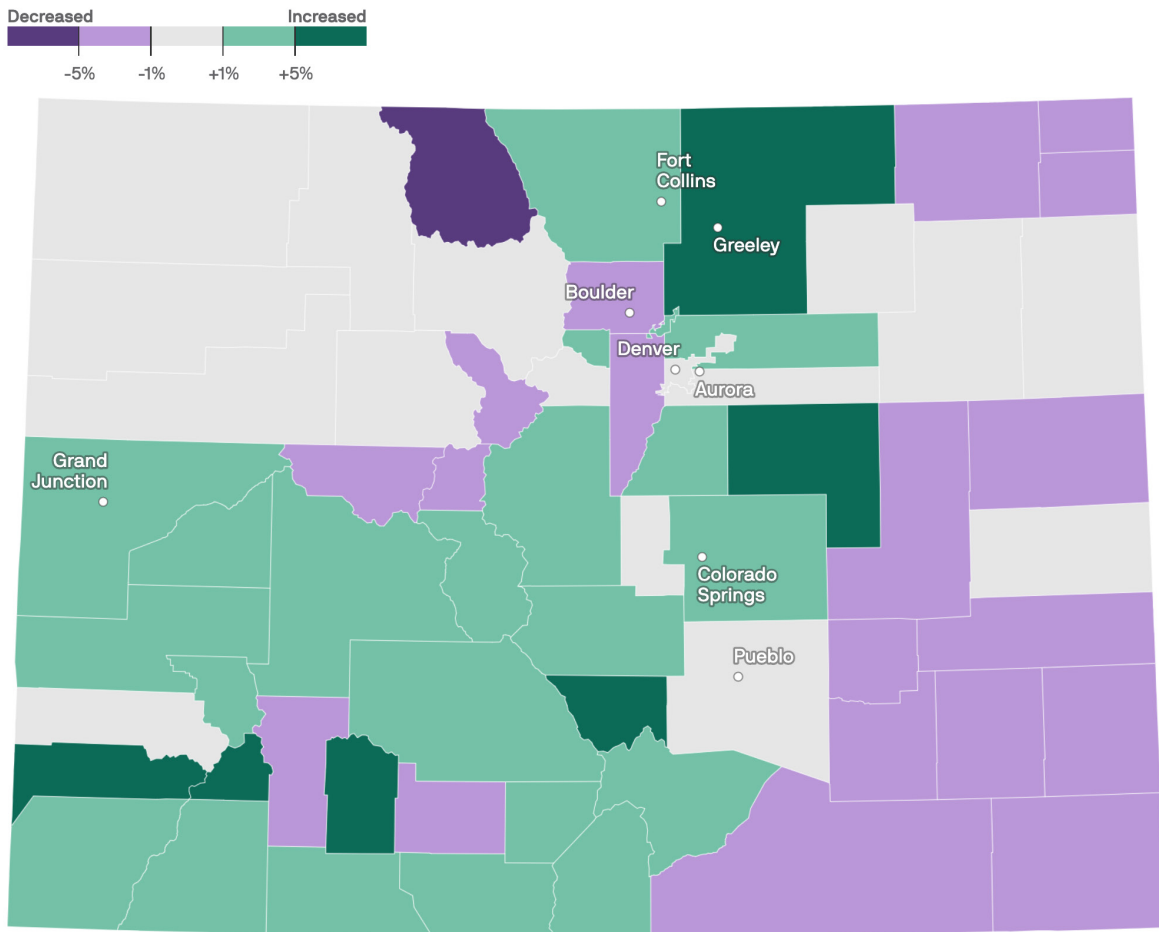 Decreased Increased
-5% -1% +1% +5%
Fort
Collins
Greeley
Boulder
Denver
Aurora
Grand
Junction
Colorado
Springs
Pueblo